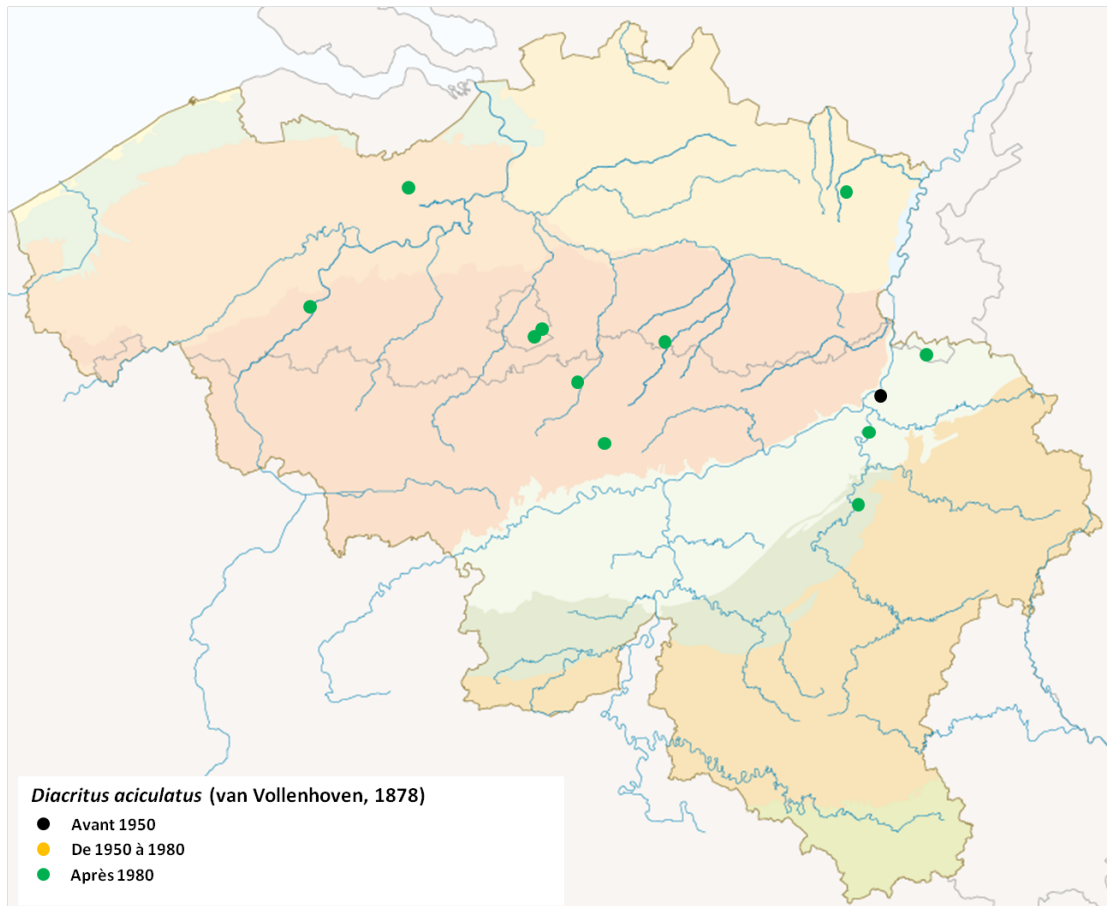 Diacritus aciculatus (van Vollenhoven, 1878)
Avant 1950
De 1950 à 1980
Après 1980